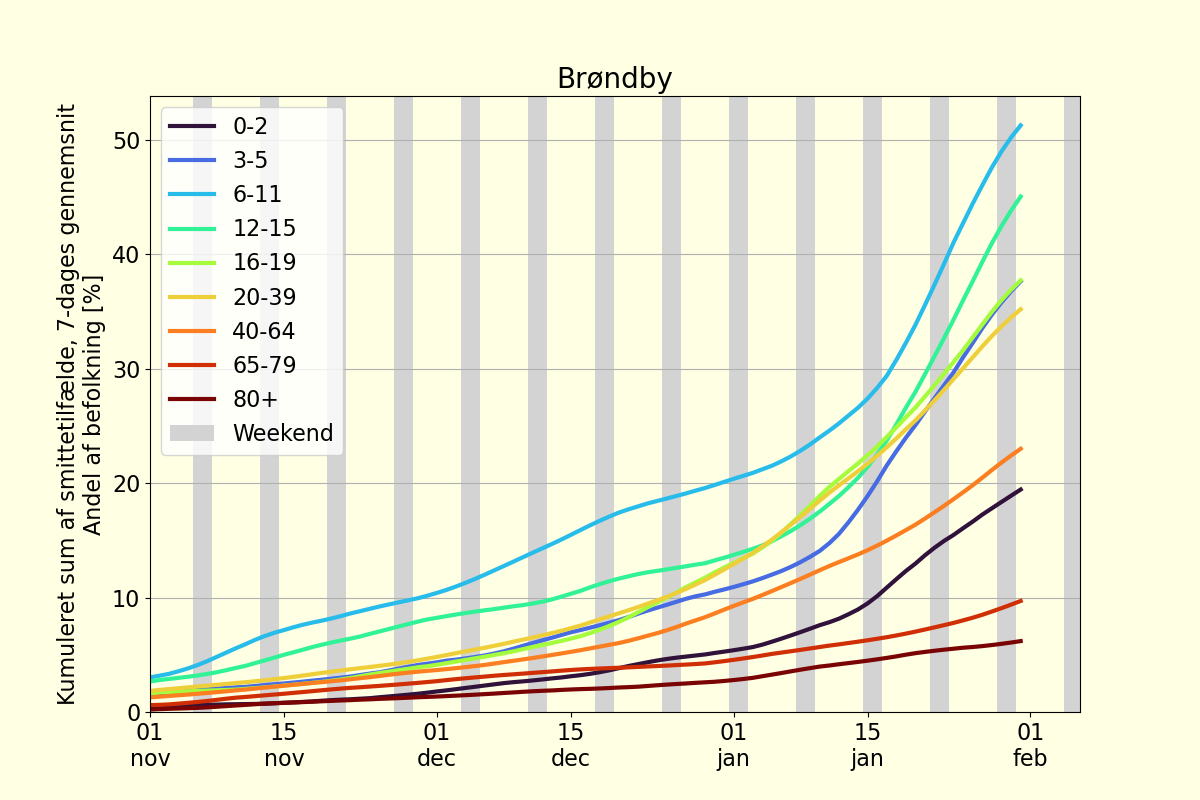 Brøndby
Kumuleret sum af smittetilfælde, 7-dages gennemsnit
Andel af befolkning [%]
50
40
30
20
10
0
0-2
3-5
6-11
12-15
16-19
20-39
40-64
65-79
80+
Weekend
01 15 01 15 01 15 01
nov nov dec dec jan jan feb